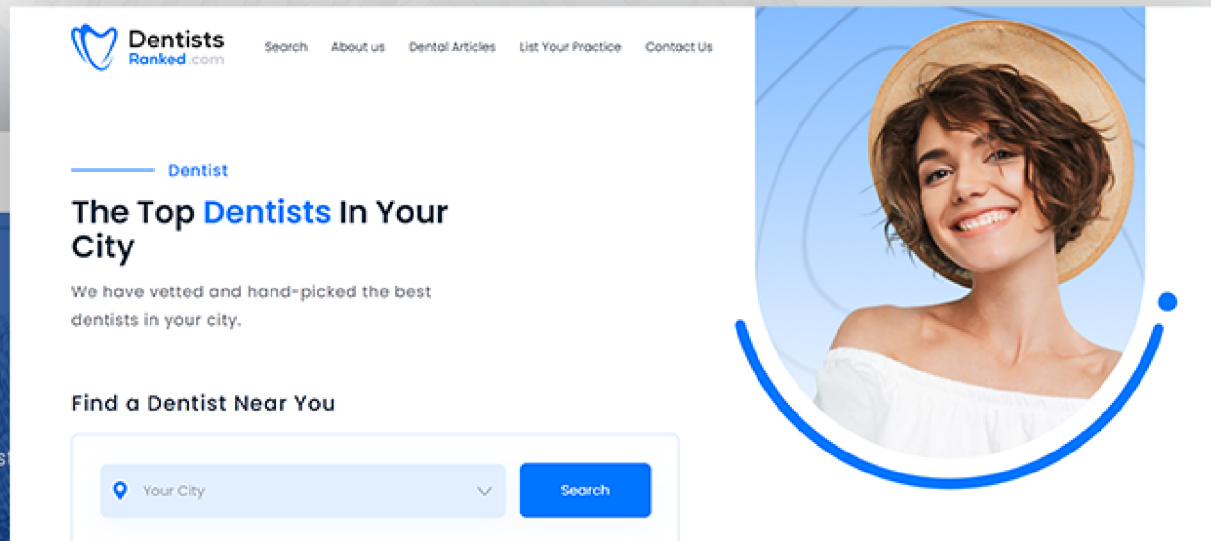 Dentists
Ranked.com
Search About us Dental Articles List Your Practice Contact Us
Dentist
The Top Dentists In Your
City
We have vetted and hand-picked the best
dentists in your city.
Find a Dentist Near You
Your City
Search